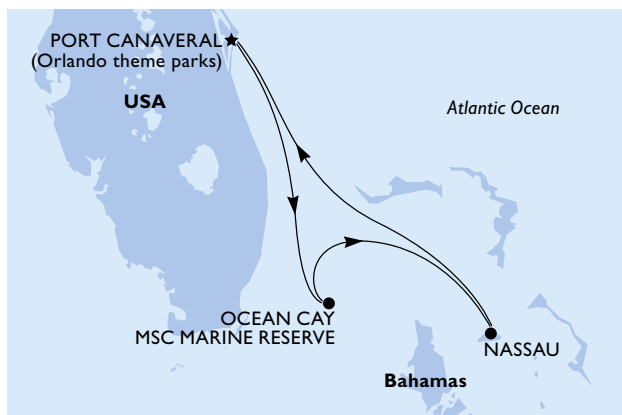 PORT CANAVERAL
(Orlando theme parks)
USA
Atlantic Ocean
OCEAN CAY
MSC MARINE RESERVE
NASSAU
Bahamas